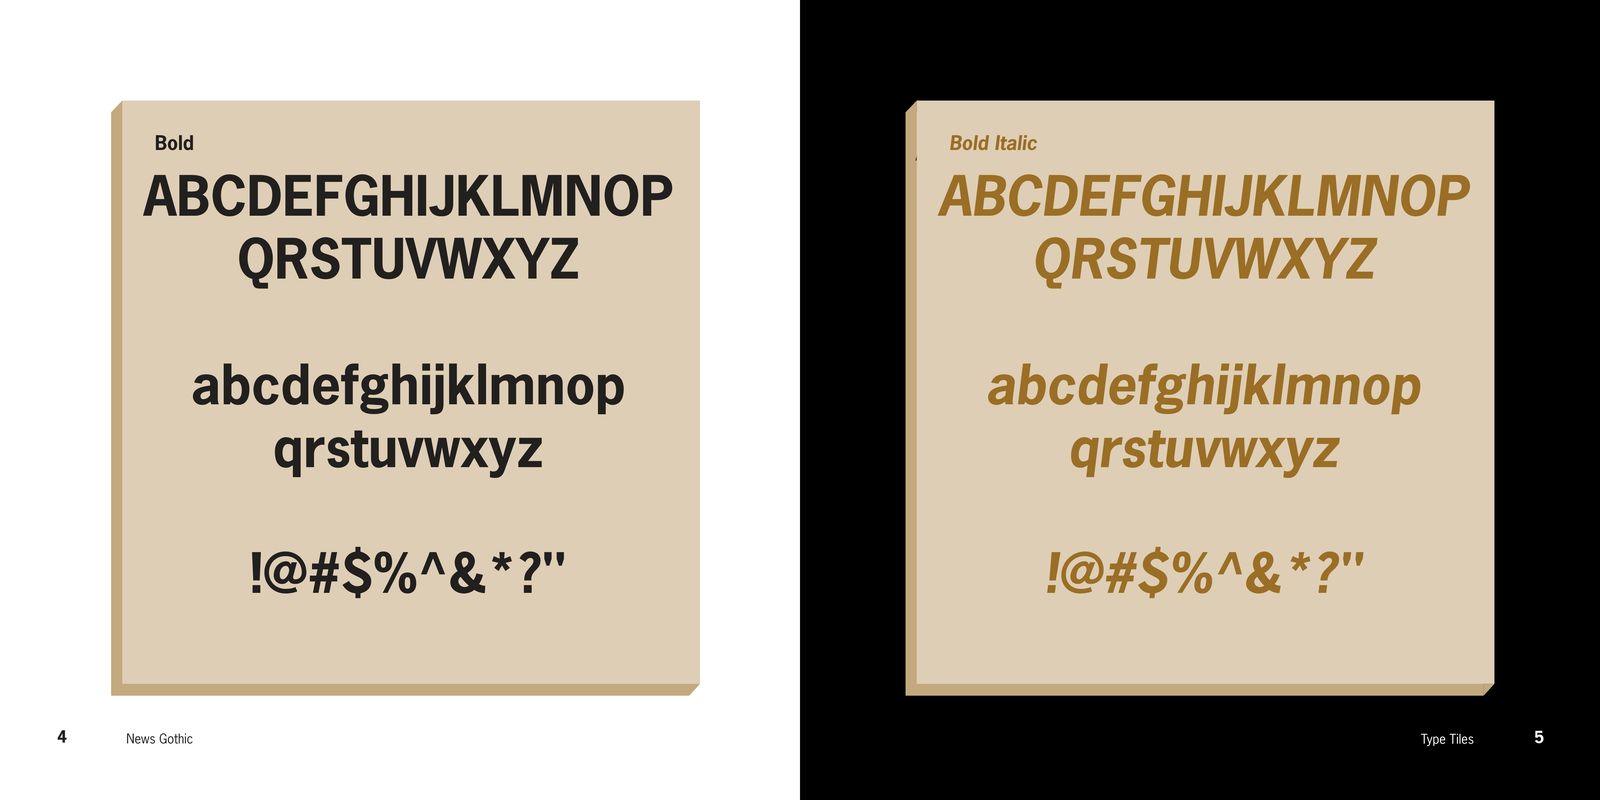 Bold
ABCDEFGHIJKLMNOP
QRSTUVWXYZ
abcdefghijklmnop
qrstuvwxyz
!@#$%^&*?"
4 News Gothic
Bold Italic
ABCDEFGHIJKLMNOP
QRSTUVWXYZ
abcdefghijklmnop
qrstuvwxyz
!@#$%^&*?"
Type Tiles 5